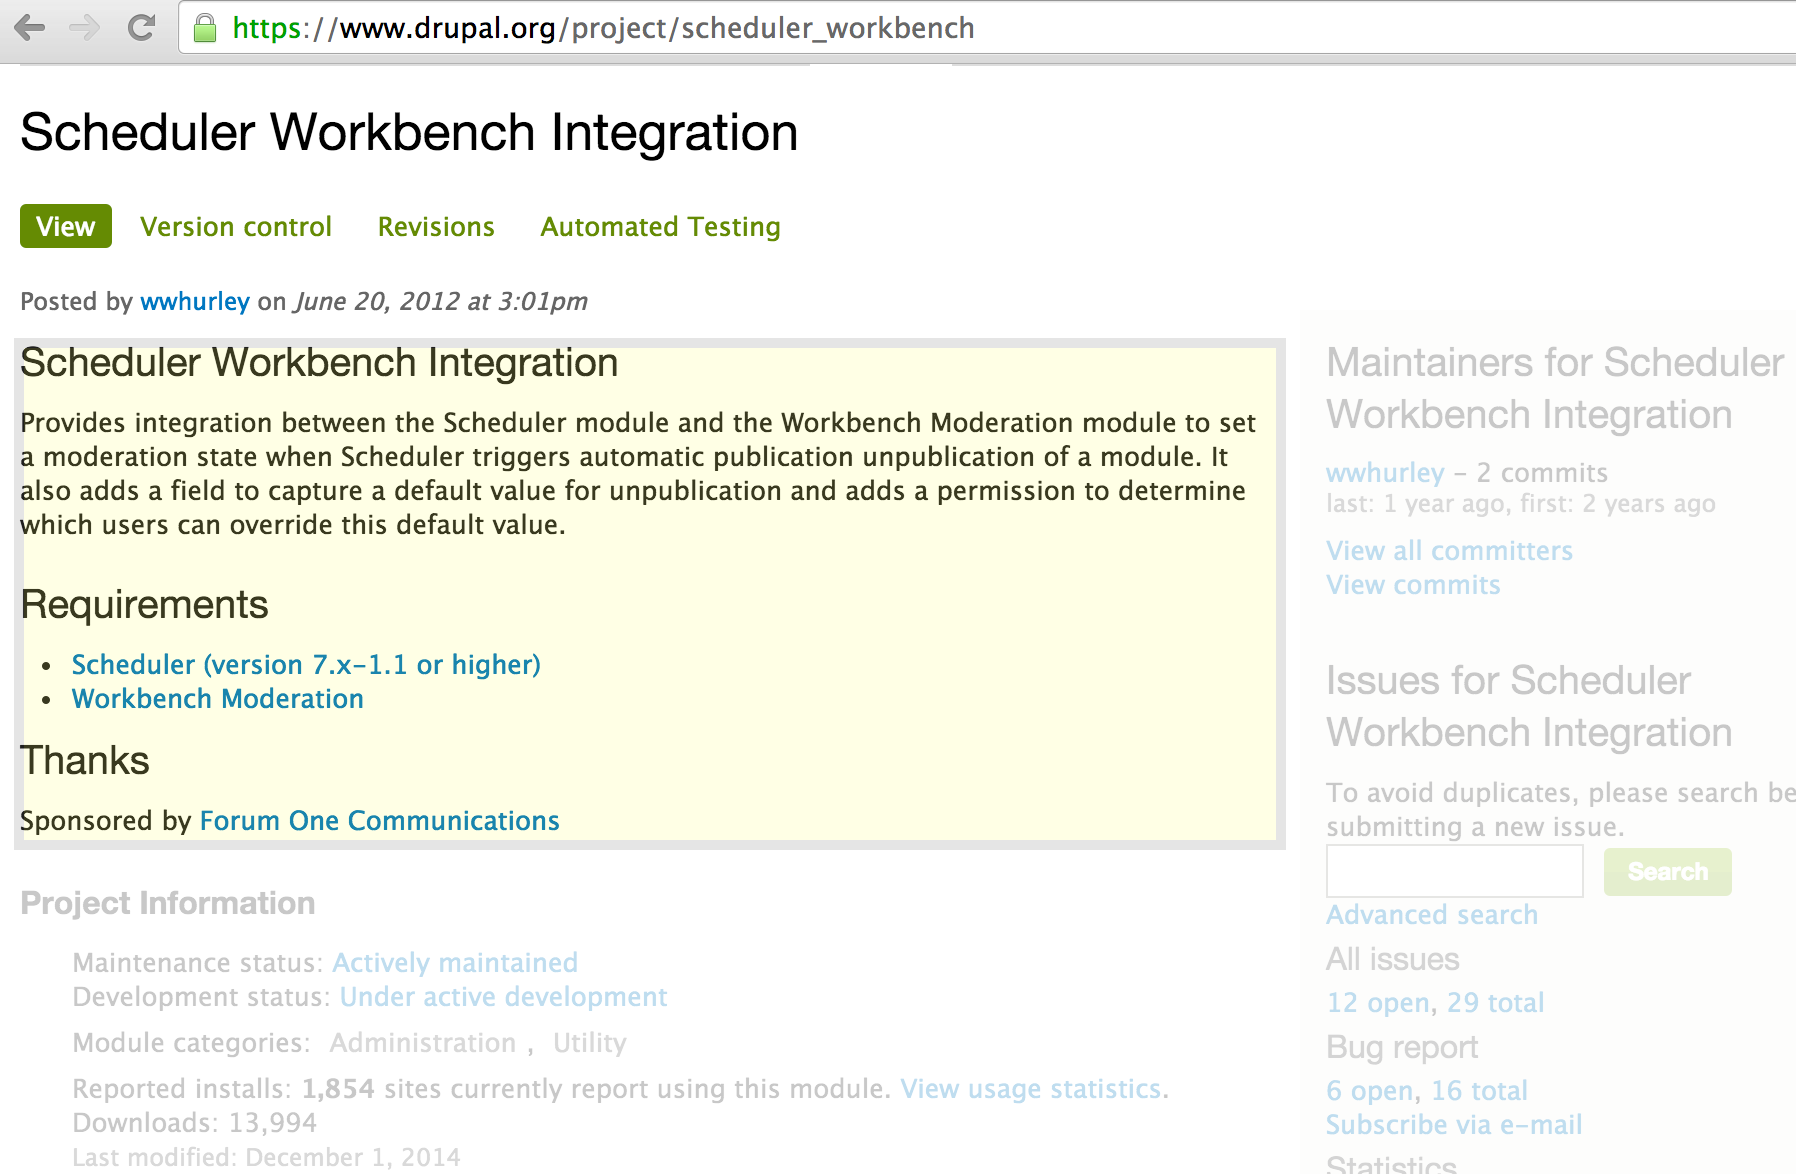 https://www.drupal.org/project/scheduler_workbench
Scheduler Workbench Integration
View Version control Revisions Automated Testing
Posted by wwhurley on June 20, 2012 at 3:01pm
Scheduler Workbench Integration
Provides integration between the Scheduler module and the Workbench Moderation module to set
a moderation state when Scheduler triggers automatic publication unpublication of a module. It
also adds a field to capture a default value for unpublication and adds a permission to determine
which users can override this default value.
Requirements
• Scheduler (version 7.x-1.1 or higher)
• Workbench Moderation
Thanks
Sponsored by Forum One Communications
Project Information
Maintenance status: Actively maintained
Development status: Under active development
Module categories: Administration , Utility
Reported installs: 1,854 sites currently report using this module. View usage statistics.
Downloads: 13,994
Last modified: December 1, 2014
Maintainers for Scheduler
Workbench Integration
wwhurley – 2 commits
last: 1 year ago, first: 2 years ago
View all committers
View commits
Issues for Scheduler
Workbench Integration
To avoid duplicates, please search be
submitting a new issue.
Search
Advanced search
All issues
12 open, 29 total
Bug report
6 open, 16 total
Subscribe via e-mail
Statistics